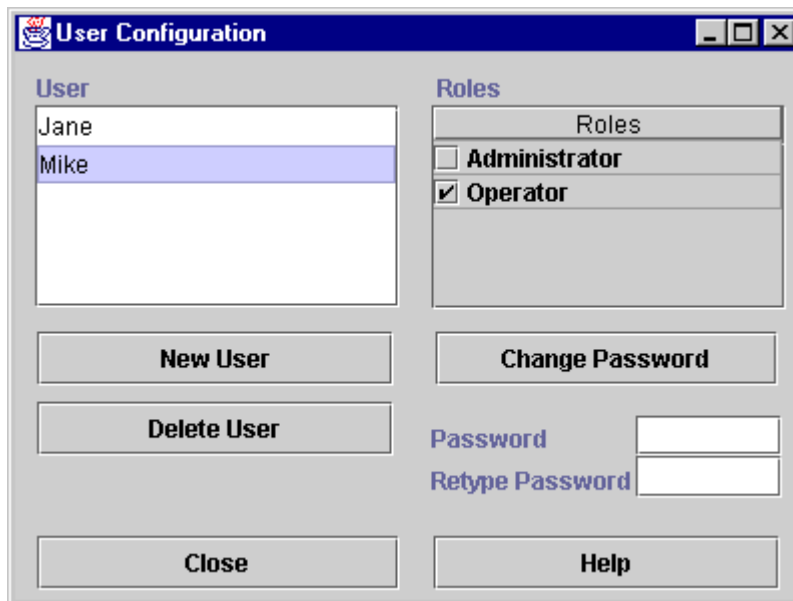 User Configuration
User
Roles
Jane
Mike
Roles
Administrator
Operator
New User
Change Password
Delete User
Password
Retype Password
Close
Help